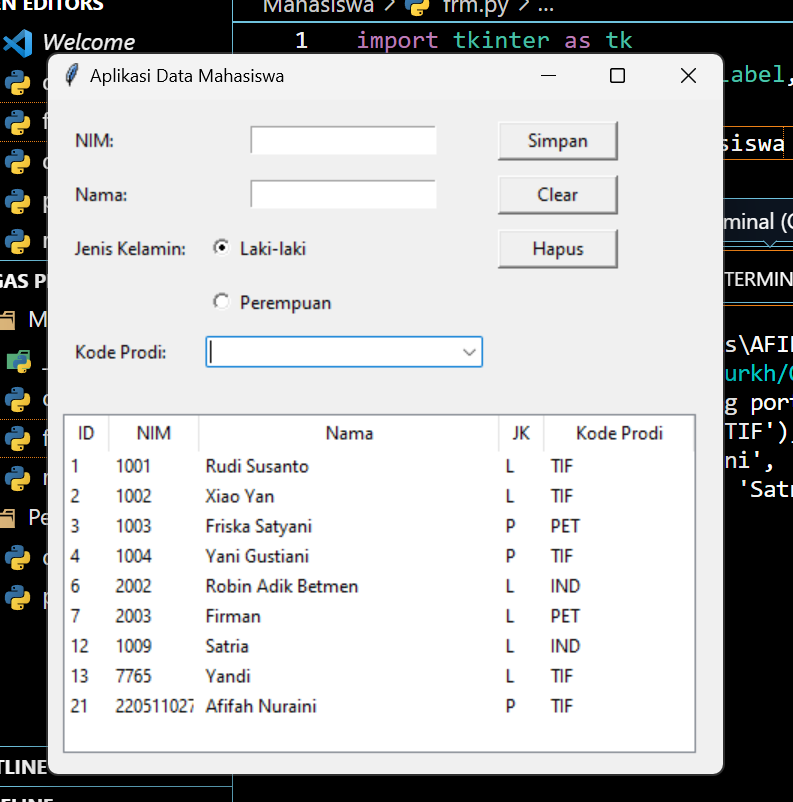 N EDITORS
Mahasiswa > frm.py > ...
Welcome
1 import tkinter as tk
Aplikasi Data Mahasiswa
Label,
NIM:
Simpan
siswa
Nama:
Clear
minal (
Jenis Kelamin:
Laki-laki
Hapus
TERMIN
GAS P
Perempuan
M
Kode Prodi:
s\AFI
urkh/
g por
TIF')
ni',
'Sat
ID NIM Nama JK Kode Prodi
1 1001 Rudi Susanto L TIF
2 1002 Xiao Yan L TIF
3 1003 Friska Satyani P PET
4 1004 Yani Gustiani P TIF
6 2002 Robin Adik Betmen L IND
7 2003 Firman L PET
12 1009 Satria L IND
13 7765 Yandi L TIF
21 220511027 Afifah Nuraini P TIF
Pe
TLINE